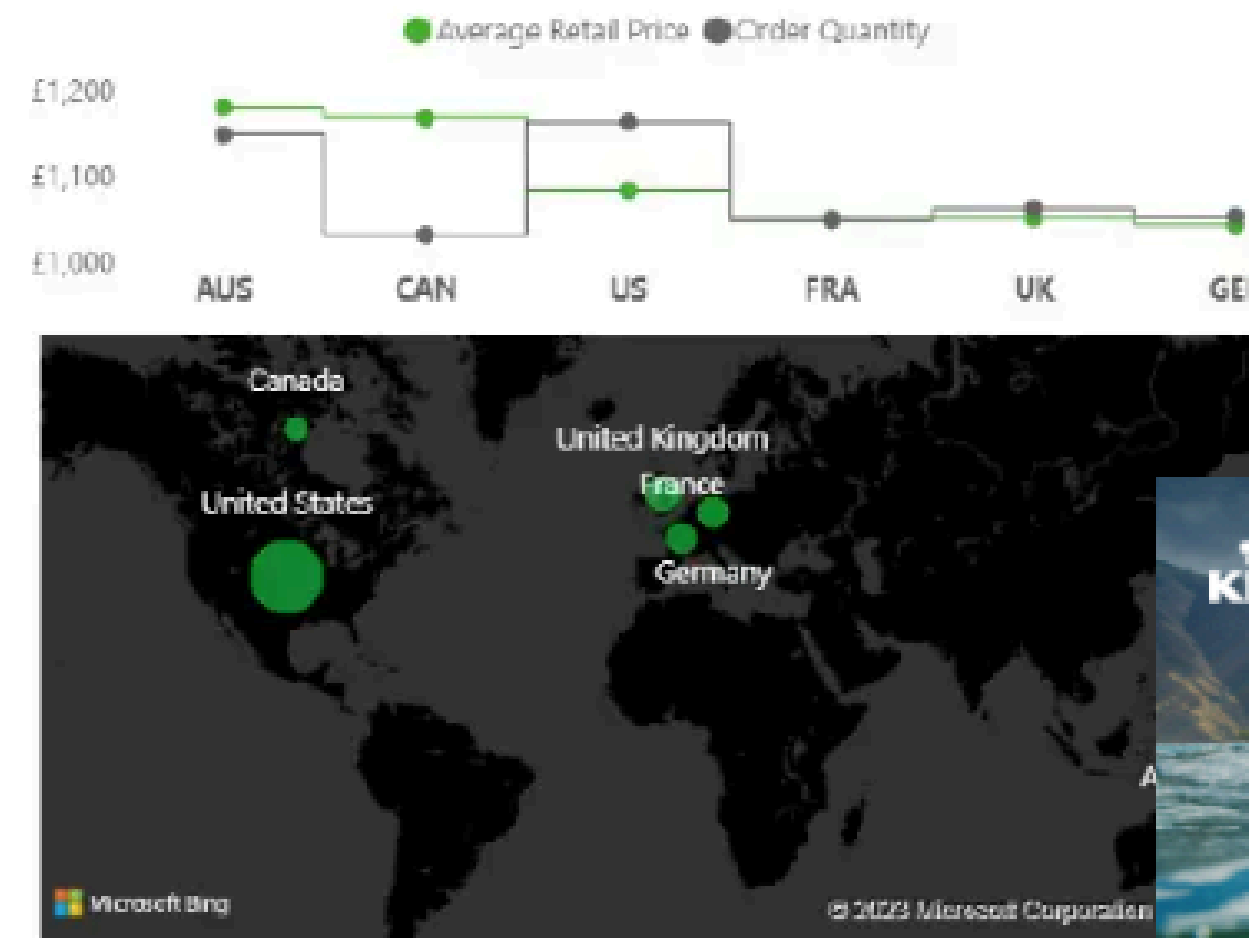 Average Retail Price Order Quantity
£1,200
£1,100
£1,000
AUS CAN US FRA UK GE
Canada
United Kingdom
France
United States
Germany
K
A
Microsoft Bing
© 2023 Microsoft Corporation